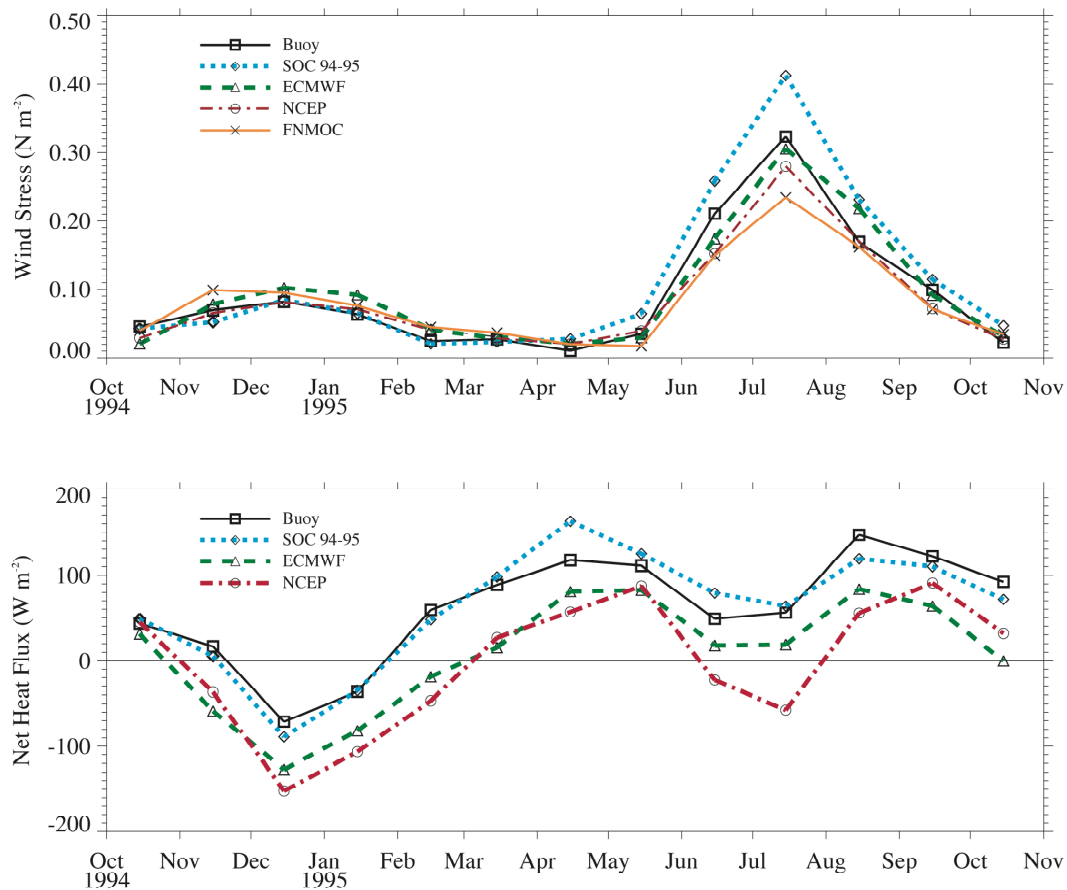 0.50
0.40
0.30
0.20
0.10
0.00
Wind Stress (N m⁻²)
Buoy
SOC 94-95
ECMWF
NCEP
FNMOC
Oct Nov Dec Jan Feb Mar Apr May Jun Jul Aug Sep Oct Nov
1994 1995
200
100
0
-100
-200
Net Heat Flux (W m⁻²)
Buoy
SOC 94-95
ECMWF
NCEP
Oct Nov Dec Jan Feb Mar Apr May Jun Jul Aug Sep Oct Nov
1994 1995